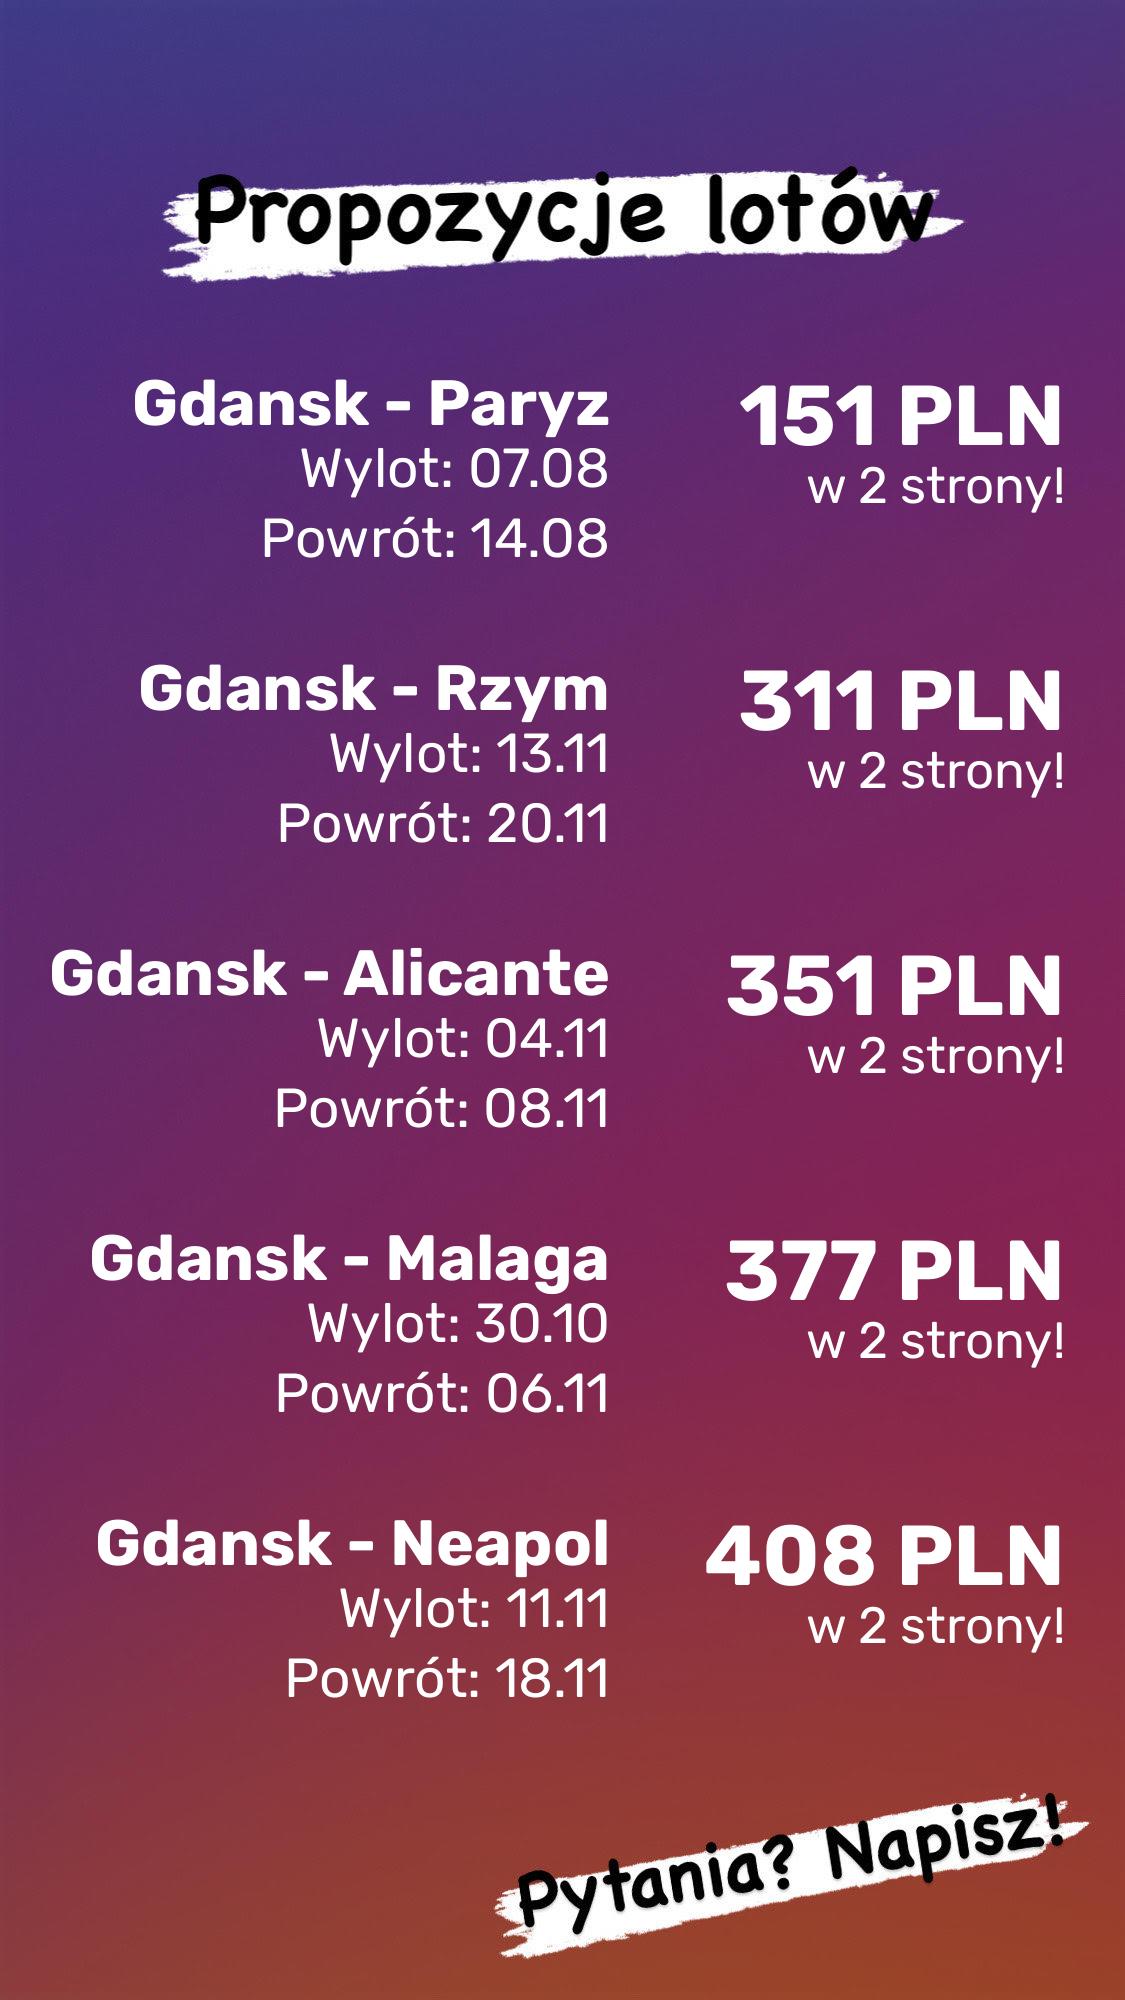 Propozycje lotów
Gdansk - Paryz
Wylot: 07.08
Powrót: 14.08
151 PLN
w 2 strony!
Gdansk - Rzym
Wylot: 13.11
Powrót: 20.11
311 PLN
w 2 strony!
Gdansk - Alicante
Wylot: 04.11
Powrót: 08.11
351 PLN
w 2 strony!
Gdansk - Malaga
Wylot: 30.10
Powrót: 06.11
377 PLN
w 2 strony!
Gdansk - Neapol
Wylot: 11.11
Powrót: 18.11
408 PLN
w 2 strony!
Pytania? Napisz!